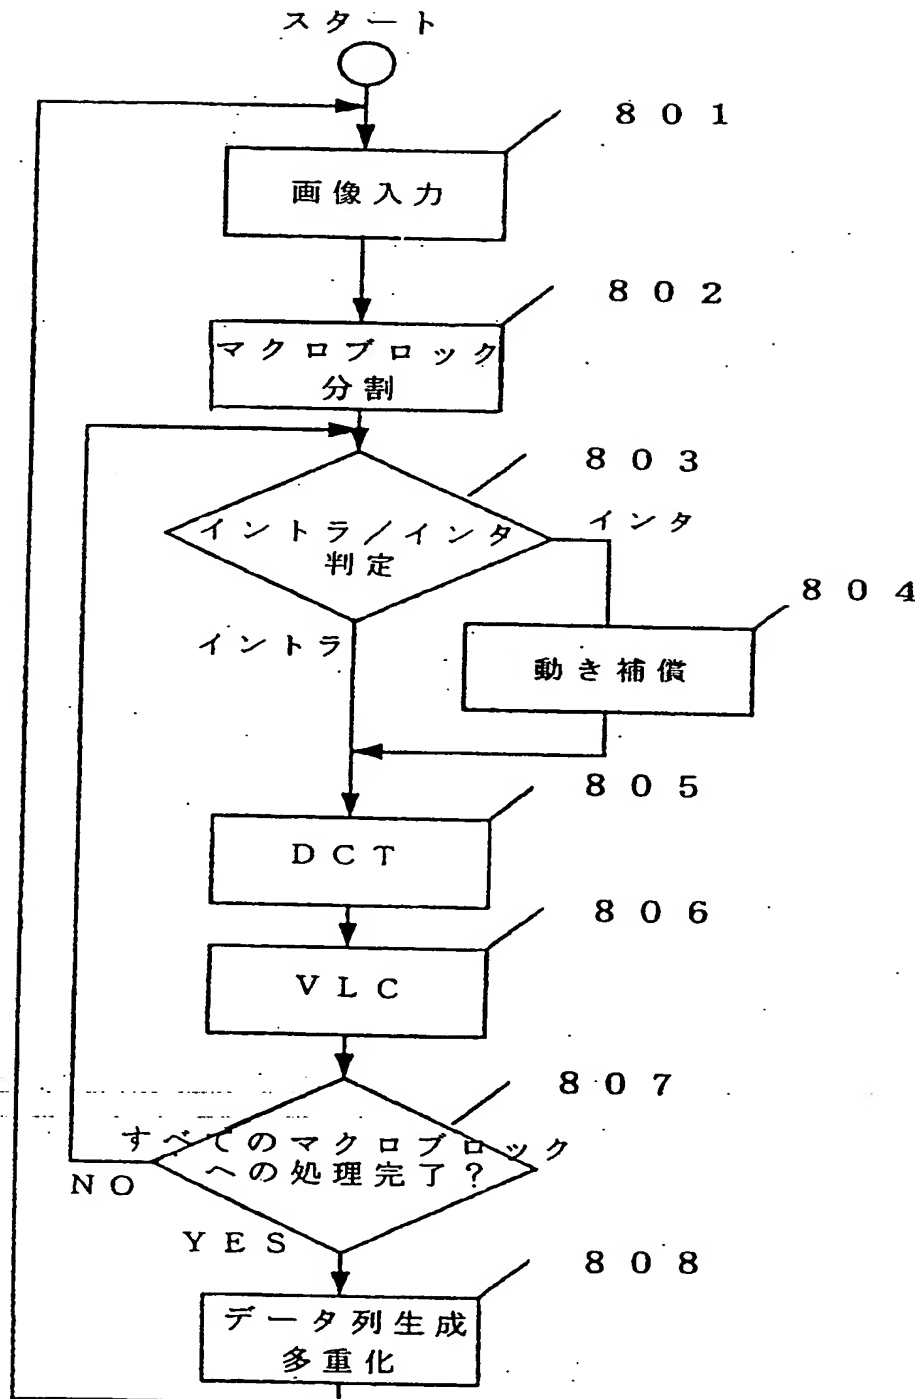 スタート
801
画像入力
802
マクロブロック
分割
803
イントラ/インタ
判定
インタ
804
イントラ
動き補償
805
DCT
806
VLC
807
すべてのマクロブロック
への処理完了?
NO
YES
808
データ列生成
多重化